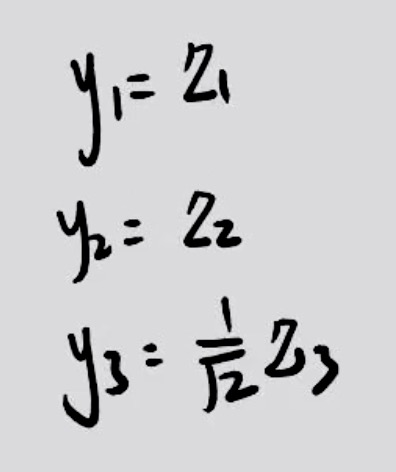 y₁ = z₁
y₂ = z₂
y₃ = 1/√2 z₃